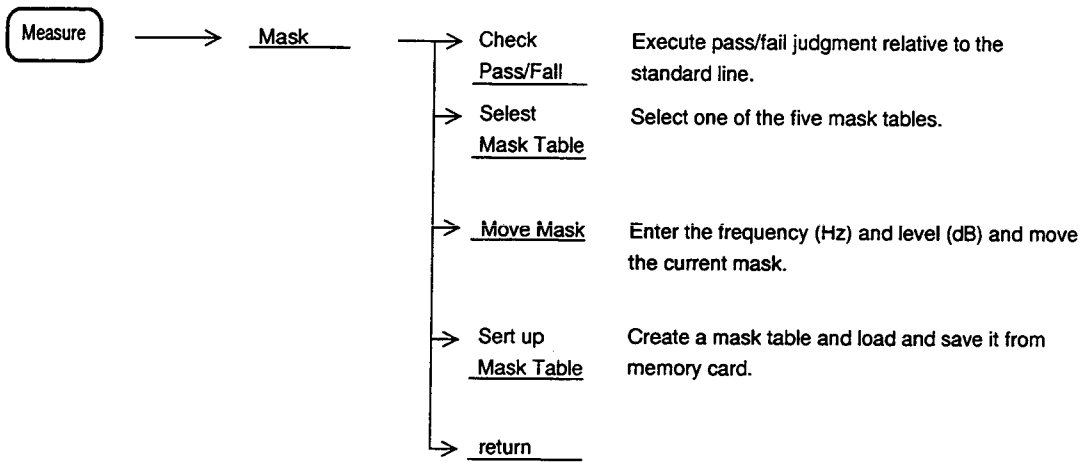 Measure
Mask
Check
Pass/Fall
Execute pass/fail judgment relative to the
standard line.
Selest
Mask Table
Select one of the five mask tables.
Move Mask
Enter the frequency (Hz) and level (dB) and move
the current mask.
Sert up
Mask Table
Create a mask table and load and save it from
memory card.
return